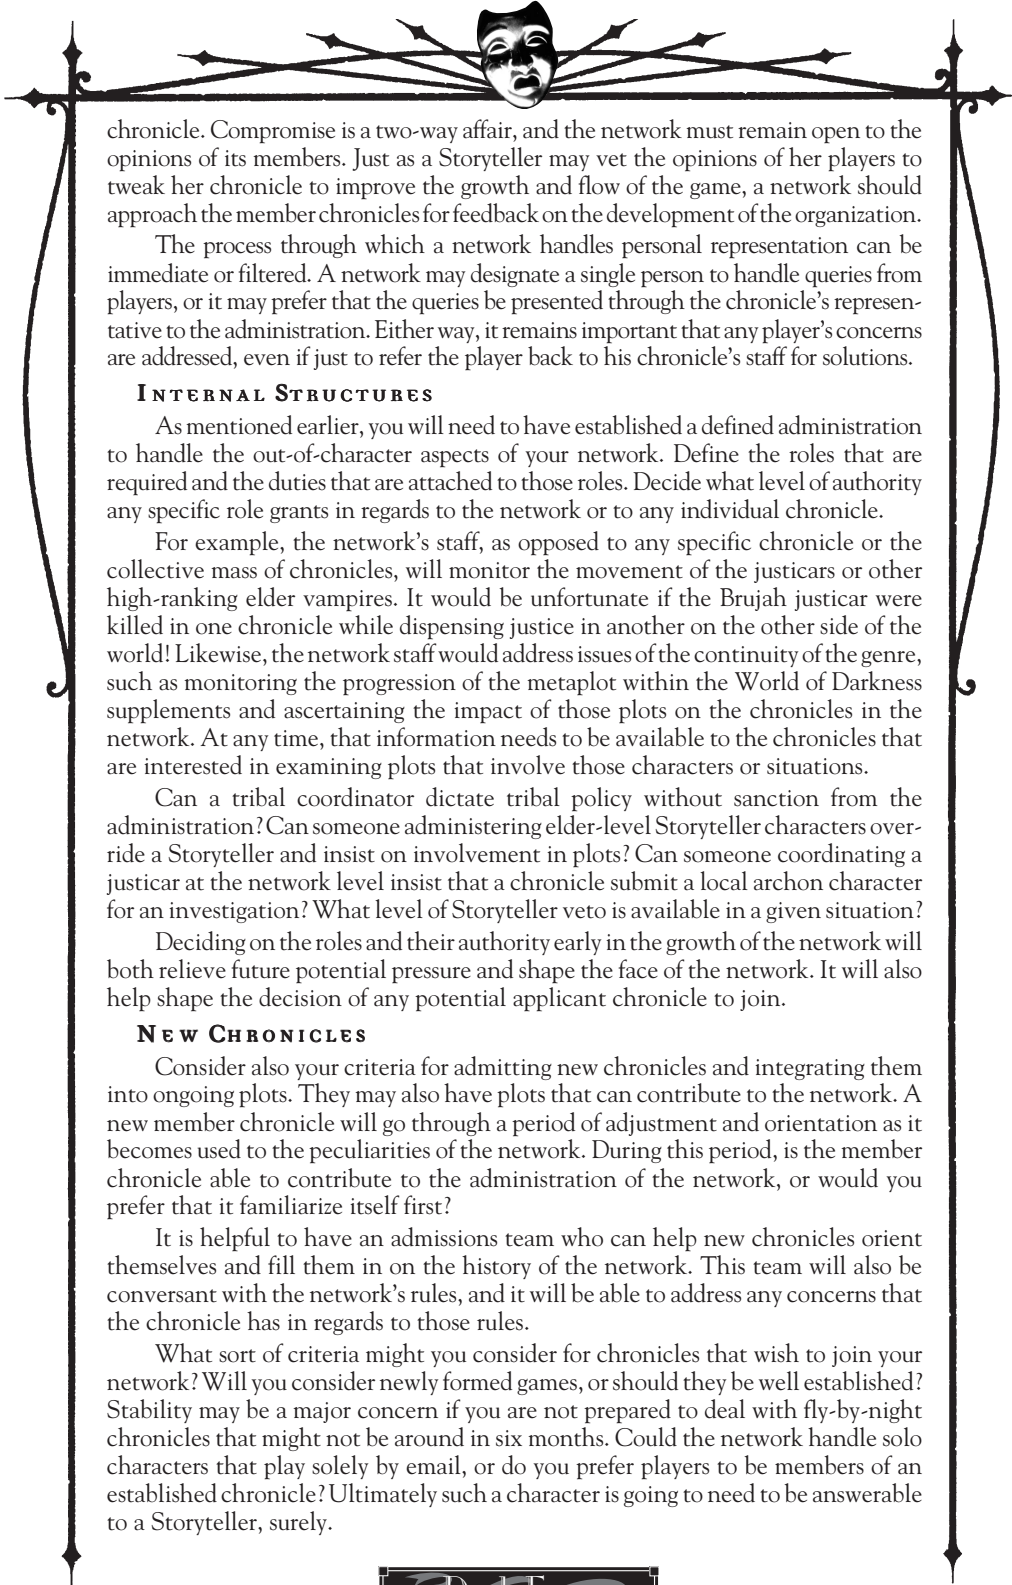 chronicle. Compromise is a two-way affair, and the network must remain open to the
opinions of its members. Just as a Storyteller may vet the opinions of her players to
tweak her chronicle to improve the growth and flow of the game, a network should
approach the member chronicles for feedback on the development of the organization.
The process through which a network handles personal representation can be
immediate or filtered. A network may designate a single person to handle queries from
players, or it may prefer that the queries be presented through the chronicle's represen-
tative to the administration. Either way, it remains important that any player's concerns
are addressed, even if just to refer the player back to his chronicle's staff for solutions.
Internal Structures
As mentioned earlier, you will need to have established a defined administration
to handle the out-of-character aspects of your network. Define the roles that are
required and the duties that are attached to those roles. Decide what level of authority
any specific role grants in regards to the network or to any individual chronicle.
For example, the network's staff, as opposed to any specific chronicle or the
collective mass of chronicles, will monitor the movement of the justicars or other
high-ranking elder vampires. It would be unfortunate if the Brujah justicar were
killed in one chronicle while dispensing justice in another on the other side of the
world! Likewise, the network staff would address issues of the continuity of the genre,
such as monitoring the progression of the metaplot within the World of Darkness
supplements and ascertaining the impact of those plots on the chronicles in the
network. At any time, that information needs to be available to the chronicles that
are interested in examining plots that involve those characters or situations.
Can a tribal coordinator dictate tribal policy without sanction from the
administration? Can someone administering elder-level Storyteller characters over-
ride a Storyteller and insist on involvement in plots? Can someone coordinating a
justicar at the network level insist that a chronicle submit a local archon character
for an investigation? What level of Storyteller veto is available in a given situation?
Deciding on the roles and their authority early in the growth of the network will
both relieve future potential pressure and shape the face of the network. It will also
help shape the decision of any potential applicant chronicle to join.
New Chronicles
Consider also your criteria for admitting new chronicles and integrating them
into ongoing plots. They may also have plots that can contribute to the network. A
new member chronicle will go through a period of adjustment and orientation as it
becomes used to the peculiarities of the network. During this period, is the member
chronicle able to contribute to the administration of the network, or would you
prefer that it familiarize itself first?
It is helpful to have an admissions team who can help new chronicles orient
themselves and fill them in on the history of the network. This team will also be
conversant with the network's rules, and it will be able to address any concerns that
the chronicle has in regards to those rules.
What sort of criteria might you consider for chronicles that wish to join your
network? Will you consider newly formed games, or should they be well established?
Stability may be a major concern if you are not prepared to deal with fly-by-night
chronicles that might not be around in six months. Could the network handle solo
characters that play solely by email, or do you prefer players to be members of an
established chronicle? Ultimately such a character is going to need to be answerable
to a Storyteller, surely.